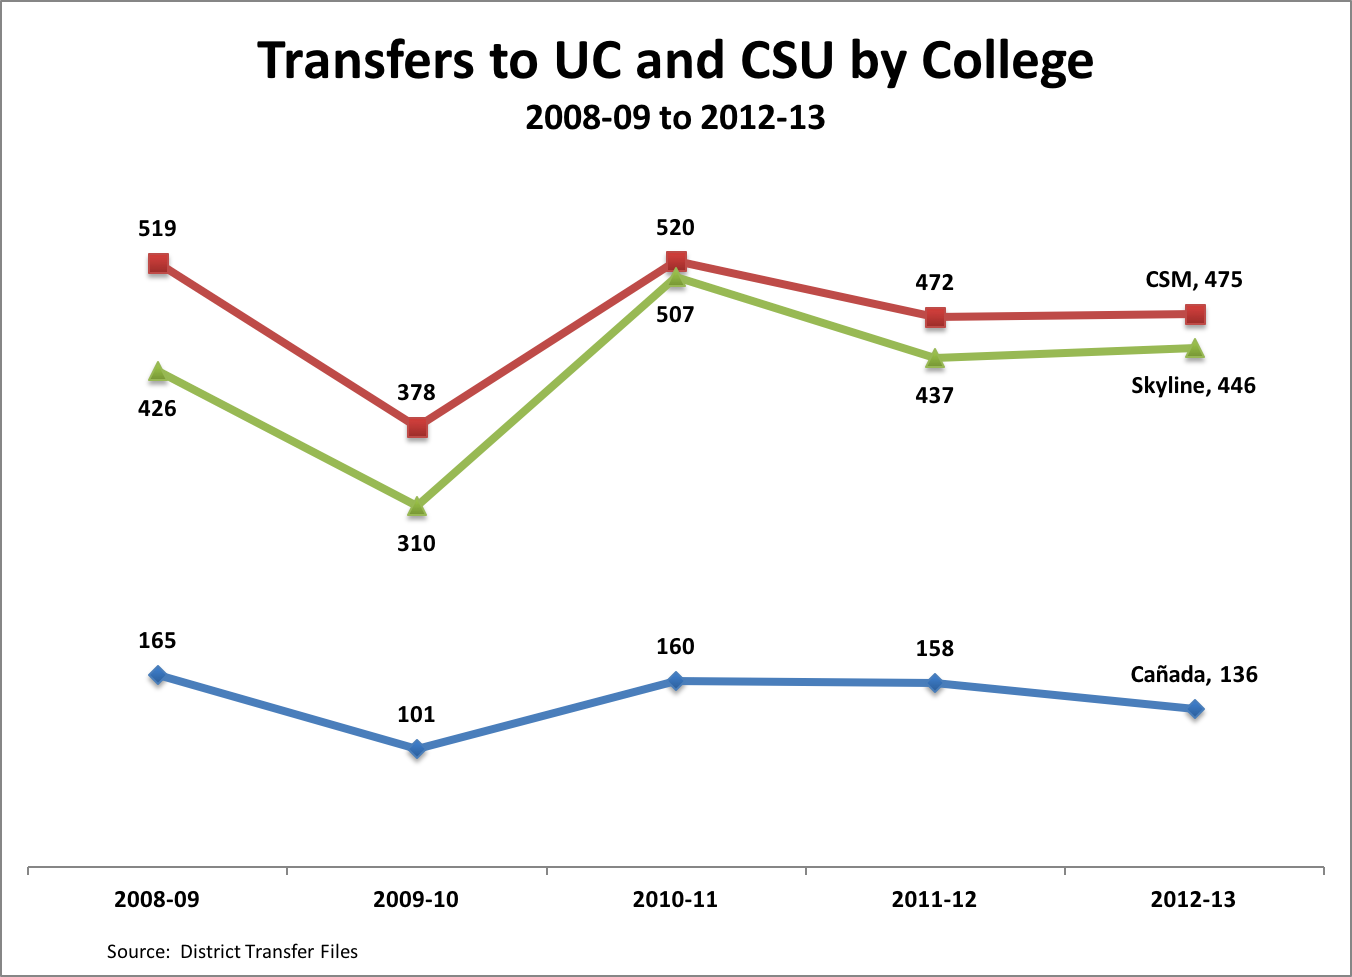 Transfers to UC and CSU by College
2008-09 to 2012-13
519
520
472
CSM, 475
378
507
426
437
Skyline, 446
310
165
160
158
Cañada, 136
101
2008-09
2009-10
2010-11
2011-12
2012-13
Source:  District Transfer Files